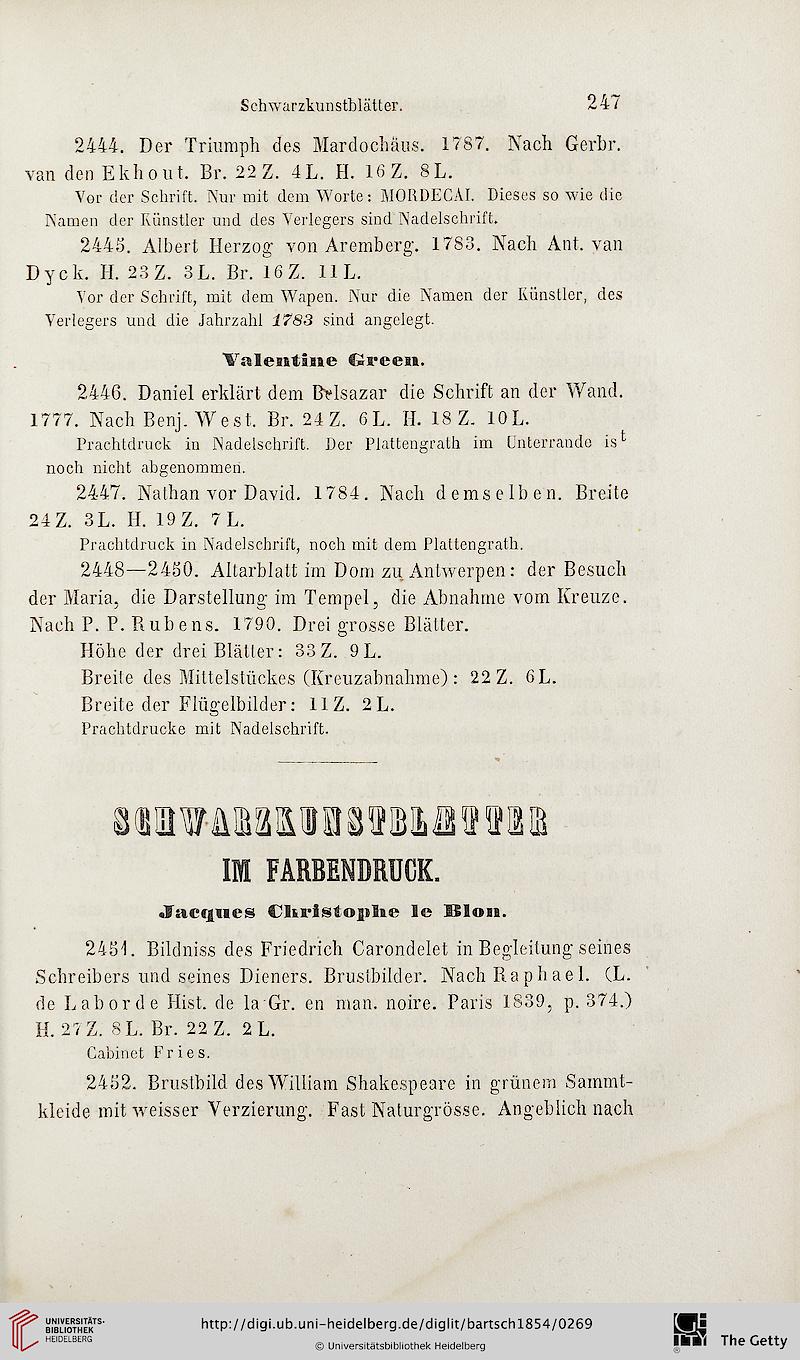 Schwarzkunstblätter. 247
2444. Der Triumph des Mardochäus. 1787. Nach Gerbr.
van den Ekhout. Br. 22 Z. 4 L. H. 16 Z. 8 L.
Vor der Schrift. Nur mit dem Worte: MORDECAI. Dieses so wie die
Namen der Künstler und des Verlegers sind Nadelschrift.
2445. Albert Herzog von Aremberg. 1783. Nach Ant. van
Dyck. H. 23 Z. 3 L. Br. 16 Z. 11 L.
Vor der Schrift, mit dem Wapen. Nur die Namen der Künstler, des
Verlegers und die Jahrzahl 1783 sind angelegt.
Valentine Green.
2446. Daniel erklärt dem Belsazar die Schrift an der Wand.
1777. Nach Benj. West. Br. 24 Z. 6 L. H. 18 Z. 10 L.
Prachtdruck in Nadelschrift. Der Plattengrath im Unterrande ist
noch nicht abgenommen.
2447. Nathan vor David. 1784. Nach demselben. Breite
24 Z. 3 L. H. 19 Z. 7 L.
Prachtdruck in Nadelschrift, noch mit dem Plattengrath.
2448—2450. Altarblatt im Dom zu Antwerpen: der Besuch
der Maria, die Darstellung im Tempel, die Abnahme vom Kreuze.
Nach P. P. Rubens. 1790. Drei grosse Blätter.
Höhe der drei Blätter: 33 Z. 9 L.
Breite des Mittelstückes (Kreuzabnahme): 22 Z. 6 L.
Breite der Flügelbilder: 11 Z. 2 L.
Prachtdrucke mit Nadelschrift.
SCHWARZKUNSTBLÆTTER
IM FARBENDRUCK.
Jacques Christophe le Blon.
2451. Bildniss des Friedrich Carondelet in Begleitung seines
Schreibers und seines Dieners. Brustbilder. Nach Raphael. (L.
de Laborde Hist. de la Gr. en man. noire. Paris 1839, p. 374.)
H. 27 Z. 8 L. Br. 22 Z. 2 L.
Cabinet Fries.
2452. Brustbild des William Shakespeare in grünem Sammt-
kleide mit weisser Verzierung. Fast Naturgrösse. Angeblich nach
UNIVERSITÄTS-
BIBLIOTHEK
HEIDELBERG
http://digi.ub.uni-heidelberg.de/diglit/bartsch1854/0269
© Universitätsbibliothek Heidelberg
The Getty